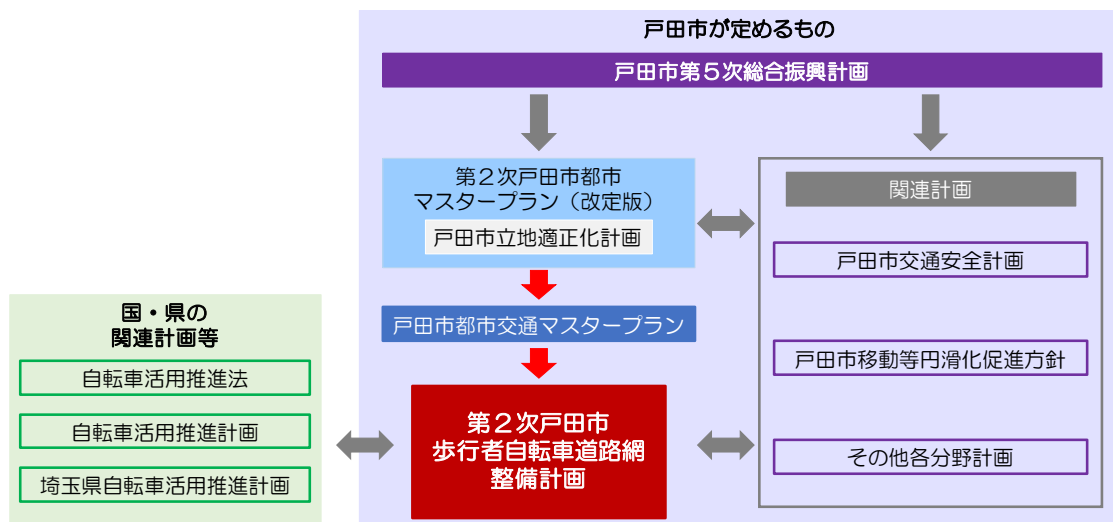 戸田市が定めるもの
戸田市第５次総合振興計画
第２次戸田市都市
マスタープラン（改定版）
戸田市立地適正化計画
戸田市都市交通マスタープラン
第２次戸田市
歩行者自転車道路網
整備計画
関連計画
戸田市交通安全計画
戸田市移動等円滑化促進方針
その他各分野計画
国・県の
関連計画等
自転車活用推進法
自転車活用推進計画
埼玉県自転車活用推進計画